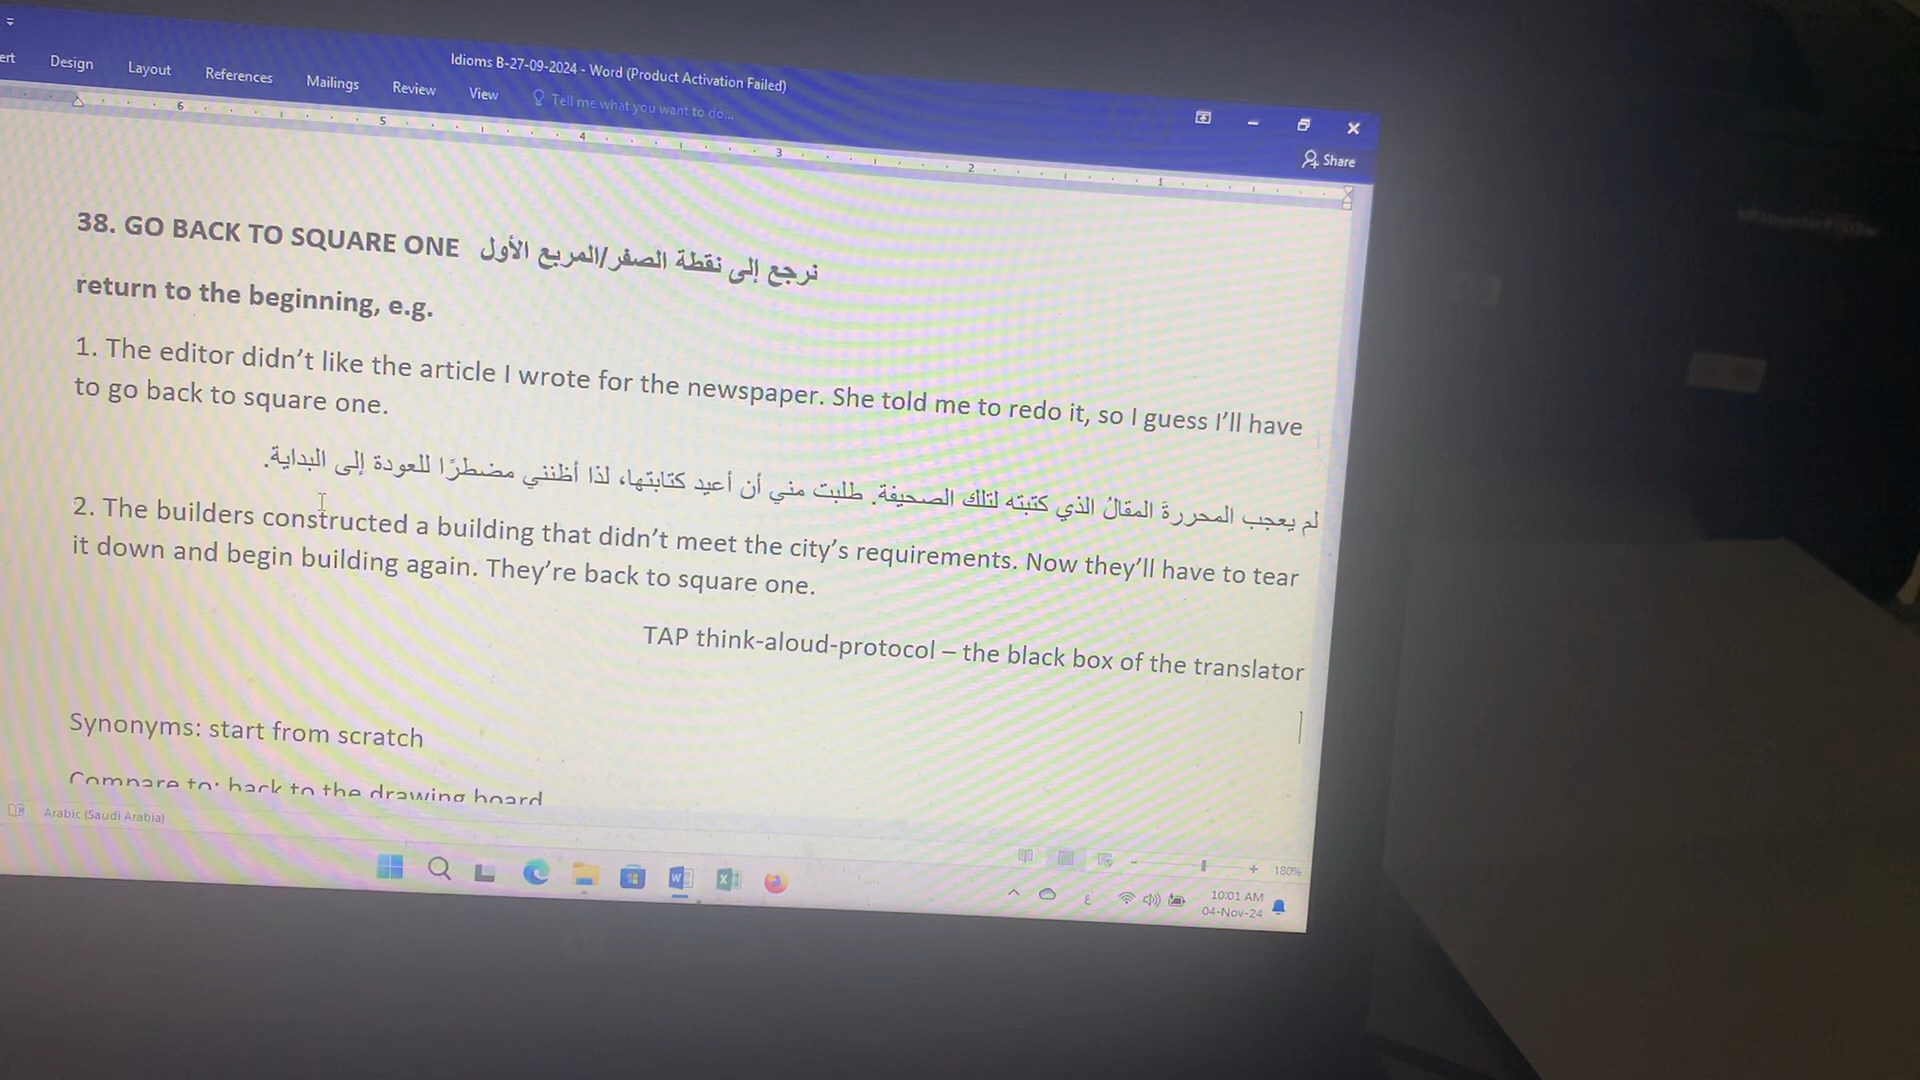 Idioms B-27-09-2024 - Word (Product Activation Failed)
ert Design Layout References Mailings Review View Tell me what you want to do...
Share
6 5 4 3 2 1
38. GO BACK TO SQUARE ONE نرجع إلى نقطة الصفر/المربع الأول
return to the beginning, e.g.
1. The editor didn't like the article I wrote for the newspaper. She told me to redo it, so I guess I'll have
to go back to square one.
لم يعجب المحررةَ المقالُ الذي كتبته لتلك الصحيفة. طلبت مني أن أعيد كتابتها، لذا أظنني مضطرًا للعودة إلى البداية.
2. The builders constructed a building that didn't meet the city's requirements. Now they'll have to tear
it down and begin building again. They're back to square one.
TAP think-aloud-protocol – the black box of the translator
Synonyms: start from scratch
Compare to: back to the drawing board
Arabic (Saudi Arabia)
180%
ع
10:01 AM
04-Nov-24